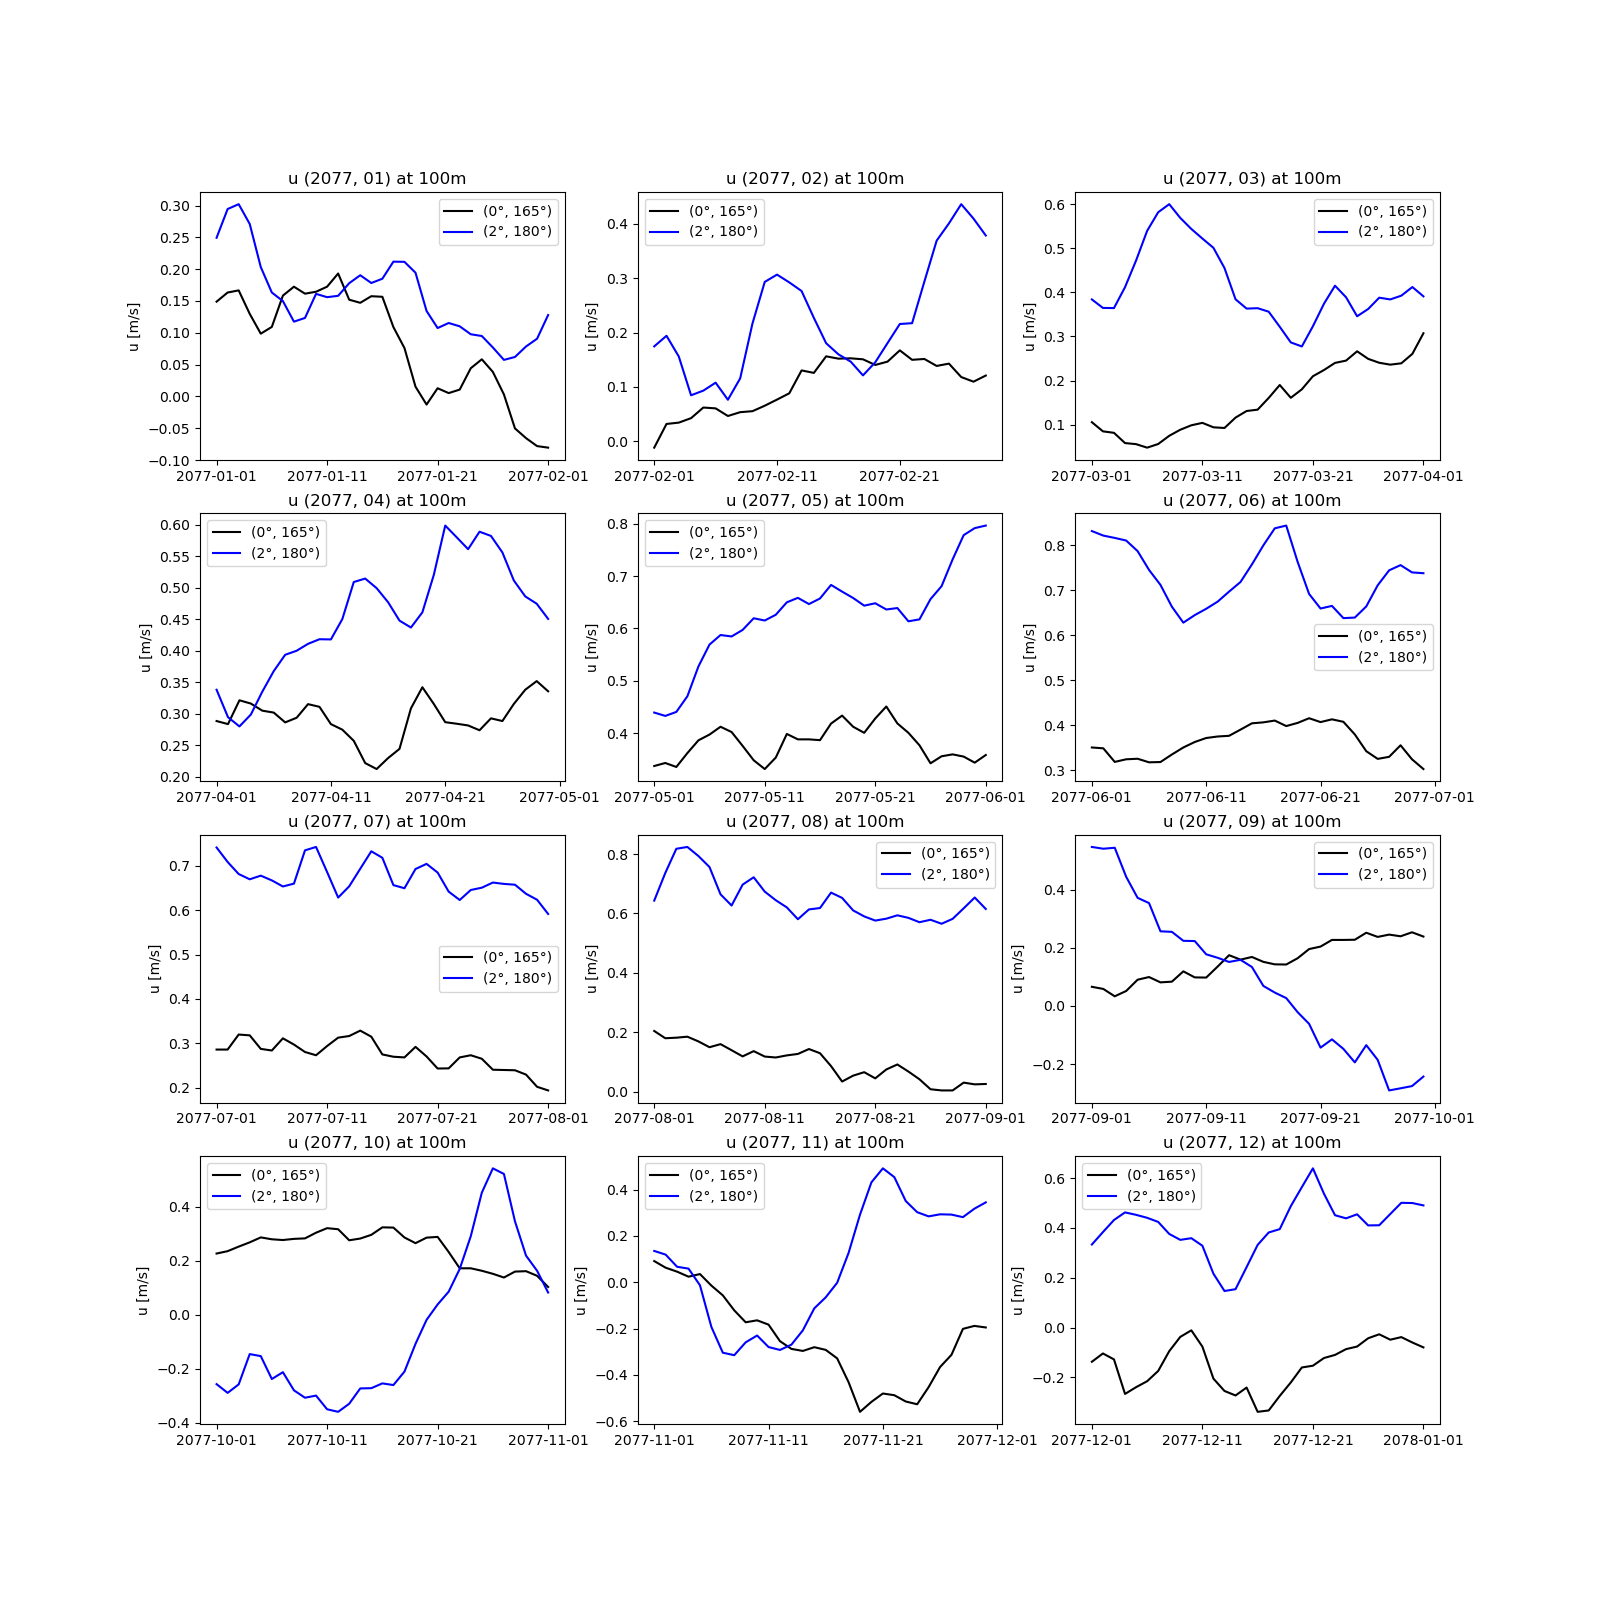 u (2077, 01) at 100m
u [m/s]
0.30
0.25
0.20
0.15
0.10
0.05
0.00
−0.05
−0.10
(0°, 165°)
(2°, 180°)
2077-01-01 2077-01-11 2077-01-21 2077-02-01
u (2077, 02) at 100m
u [m/s]
0.4
0.3
0.2
0.1
0.0
(0°, 165°)
(2°, 180°)
2077-02-01 2077-02-11 2077-02-21
u (2077, 03) at 100m
u [m/s]
0.6
0.5
0.4
0.3
0.2
0.1
(0°, 165°)
(2°, 180°)
2077-03-01 2077-03-11 2077-03-21 2077-04-01
u (2077, 04) at 100m
u [m/s]
0.60
0.55
0.50
0.45
0.40
0.35
0.30
0.25
0.20
(0°, 165°)
(2°, 180°)
2077-04-01 2077-04-11 2077-04-21 2077-05-01
u (2077, 05) at 100m
u [m/s]
0.8
0.7
0.6
0.5
0.4
(0°, 165°)
(2°, 180°)
2077-05-01 2077-05-11 2077-05-21 2077-06-01
u (2077, 06) at 100m
u [m/s]
0.8
0.7
0.6
0.5
0.4
0.3
(0°, 165°)
(2°, 180°)
2077-06-01 2077-06-11 2077-06-21 2077-07-01
u (2077, 07) at 100m
u [m/s]
0.7
0.6
0.5
0.4
0.3
0.2
(0°, 165°)
(2°, 180°)
2077-07-01 2077-07-11 2077-07-21 2077-08-01
u (2077, 08) at 100m
u [m/s]
0.8
0.6
0.4
0.2
0.0
(0°, 165°)
(2°, 180°)
2077-08-01 2077-08-11 2077-08-21 2077-09-01
u (2077, 09) at 100m
u [m/s]
0.4
0.2
0.0
−0.2
(0°, 165°)
(2°, 180°)
2077-09-01 2077-09-11 2077-09-21 2077-10-01
u (2077, 10) at 100m
u [m/s]
0.4
0.2
0.0
−0.2
−0.4
(0°, 165°)
(2°, 180°)
2077-10-01 2077-10-11 2077-10-21 2077-11-01
u (2077, 11) at 100m
u [m/s]
0.4
0.2
0.0
−0.2
−0.4
−0.6
(0°, 165°)
(2°, 180°)
2077-11-01 2077-11-11 2077-11-21 2077-12-01
u (2077, 12) at 100m
u [m/s]
0.6
0.4
0.2
0.0
−0.2
(0°, 165°)
(2°, 180°)
2077-12-01 2077-12-11 2077-12-21 2078-01-01